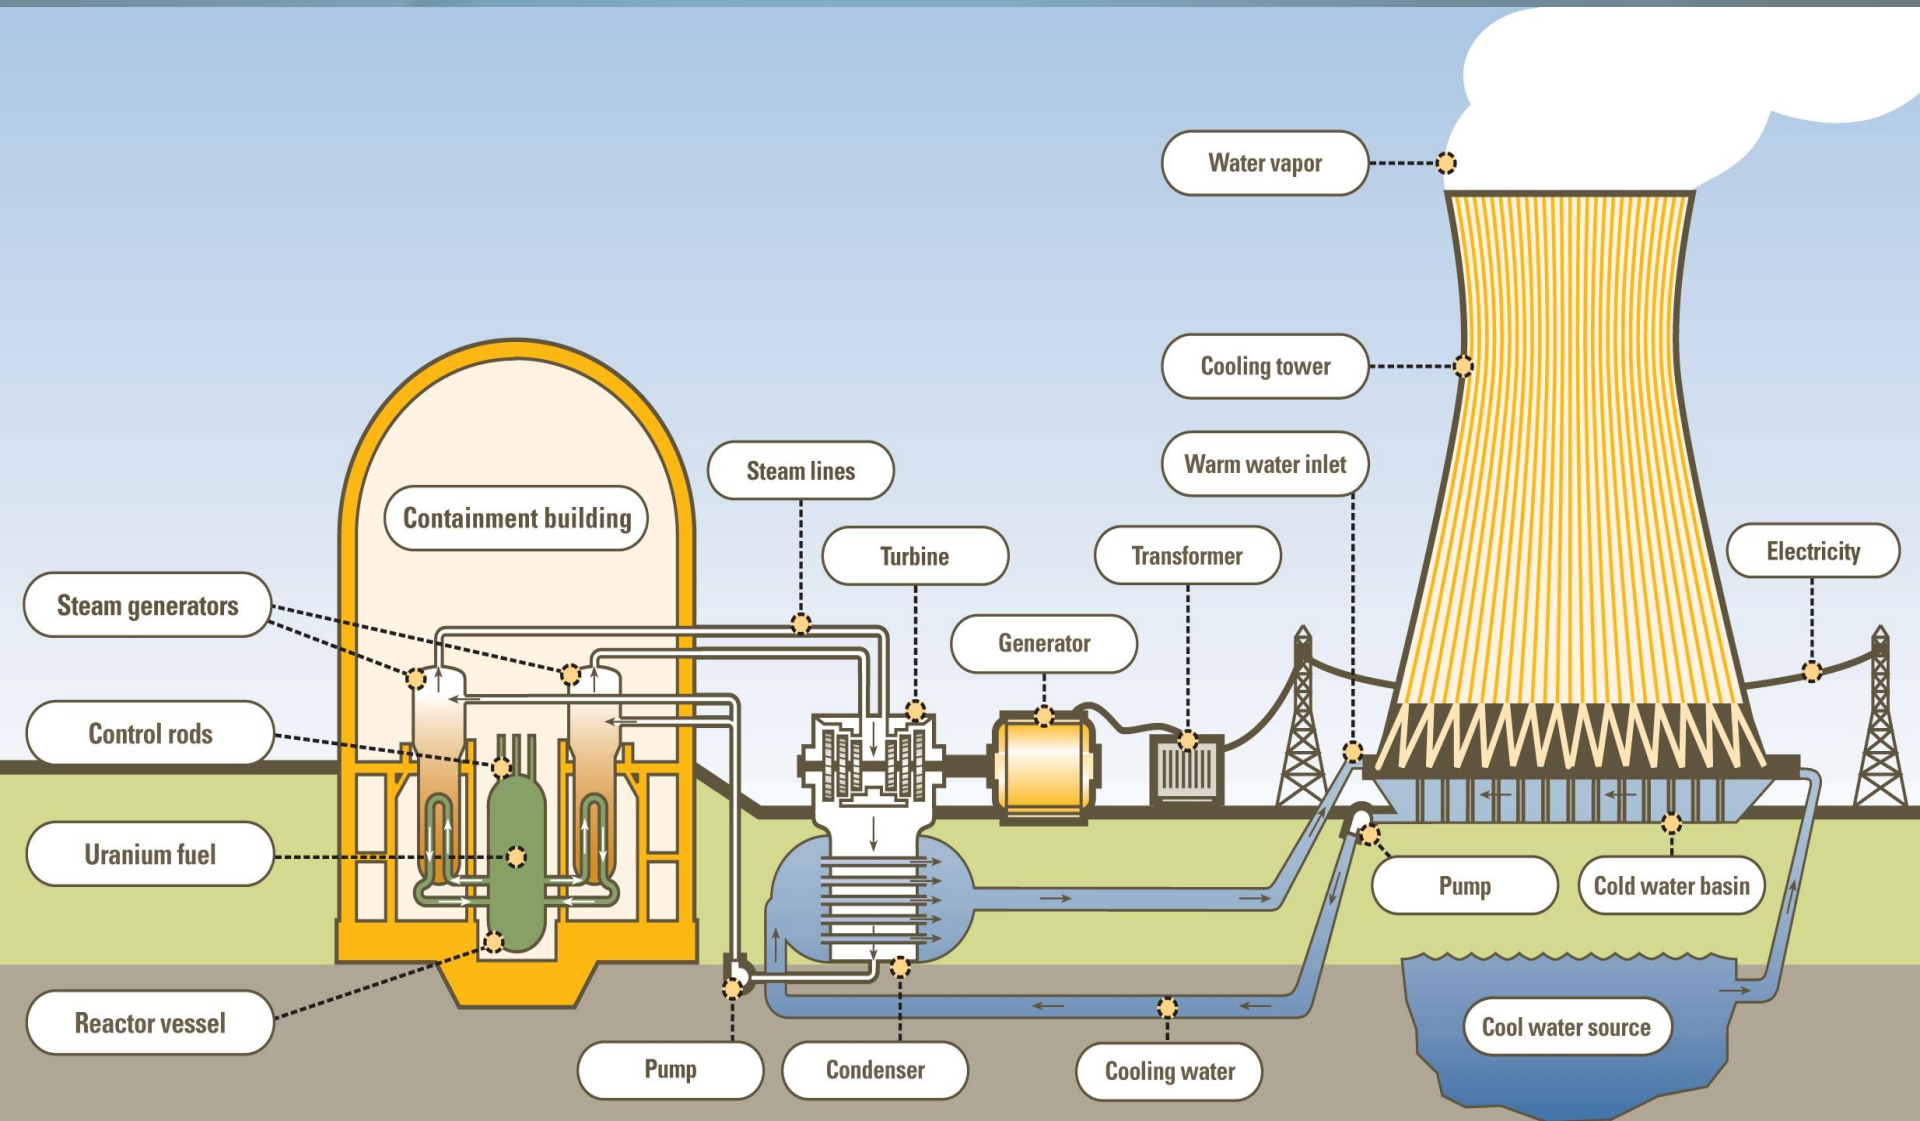 Water vapor
Cooling tower
Warm water inlet
Steam lines
Containment building
Turbine
Transformer
Electricity
Steam generators
Generator
Control rods
Uranium fuel
Pump
Cold water basin
Reactor vessel
Cool water source
Pump
Condenser
Cooling water